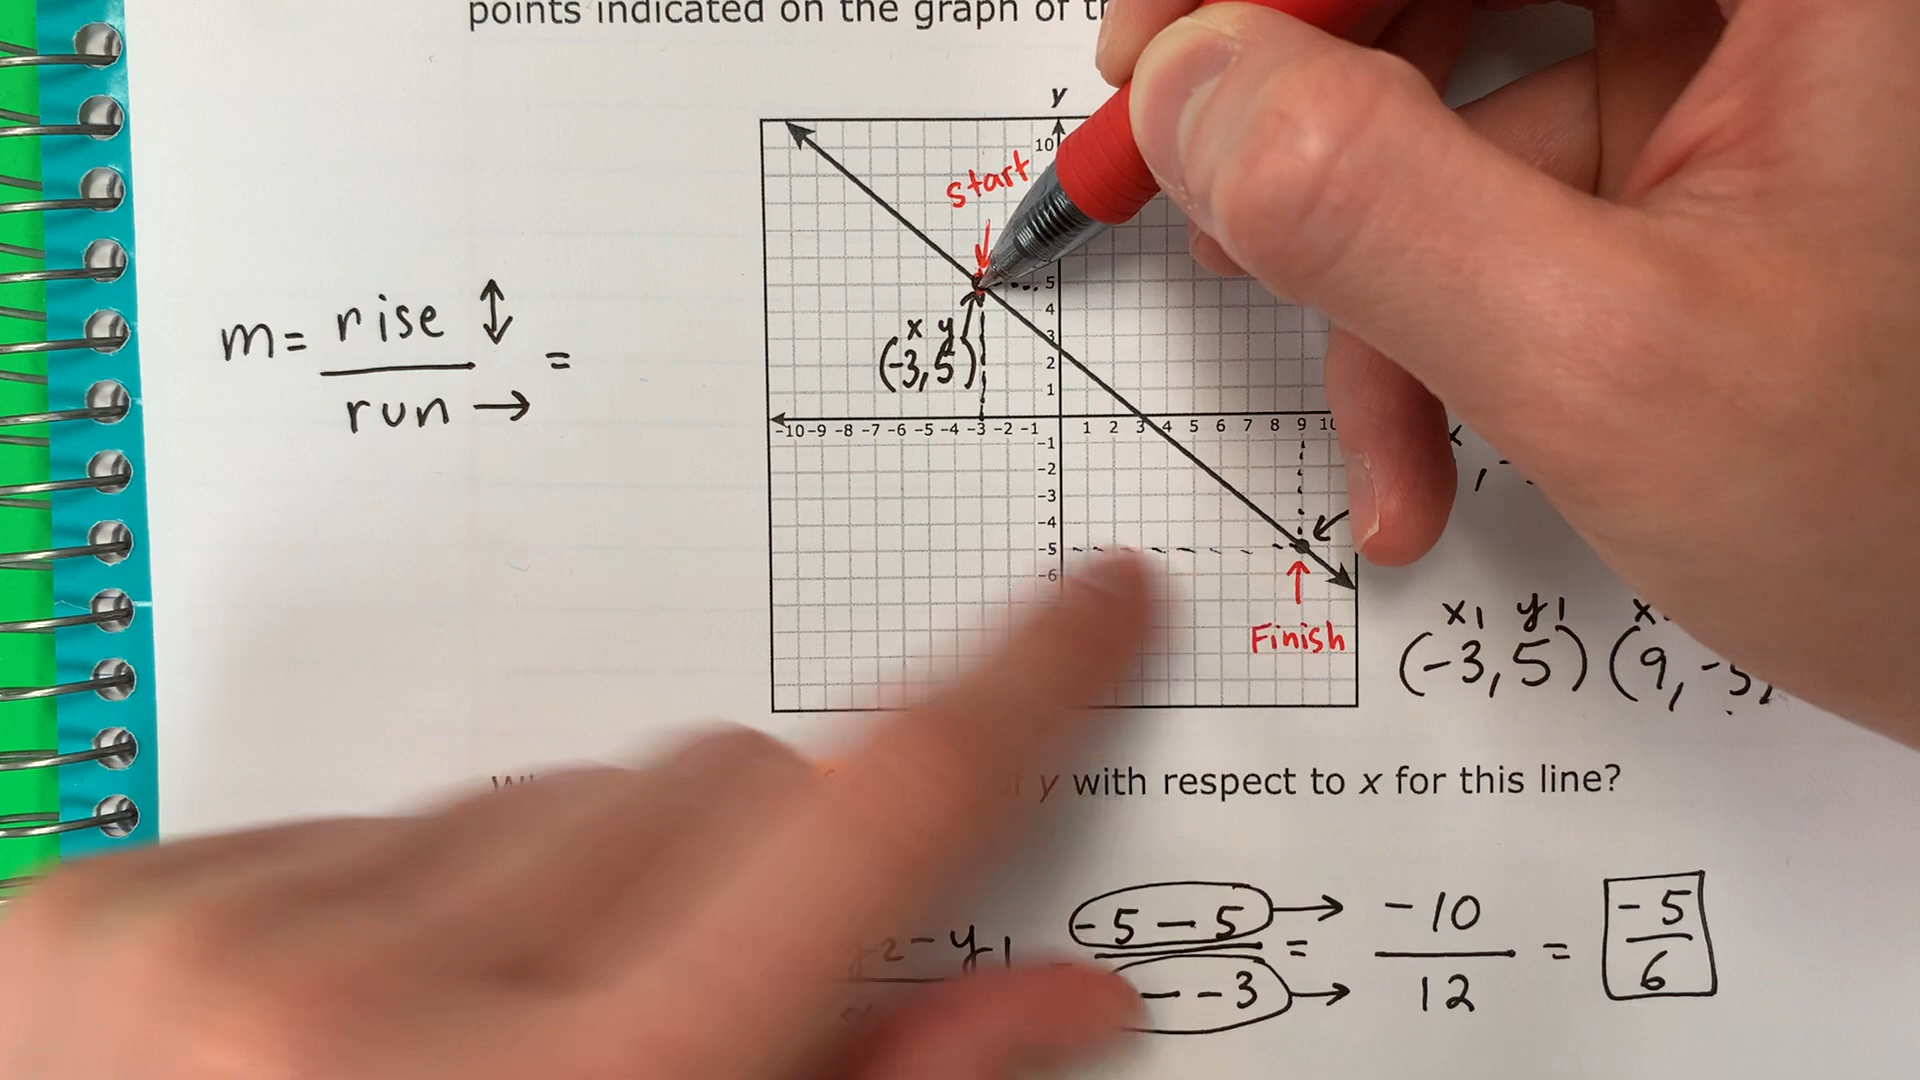 points indicated on the graph of
y
10
start
5
4
m = rise ↕ =
run →
x y
(-3, 5)
3
2
1
-10 -9 -8 -7 -6 -5 -4 -3 -2 -1 1 2 3 4 5 6 7 8 9
-1
-2
-3
-4
-5
-6
x1 y1 x
Finish
(-3, 5) (9, -5
y with respect to x for this line?
2 - y1 -5 - 5 = -10 = -5
- -3 12 6